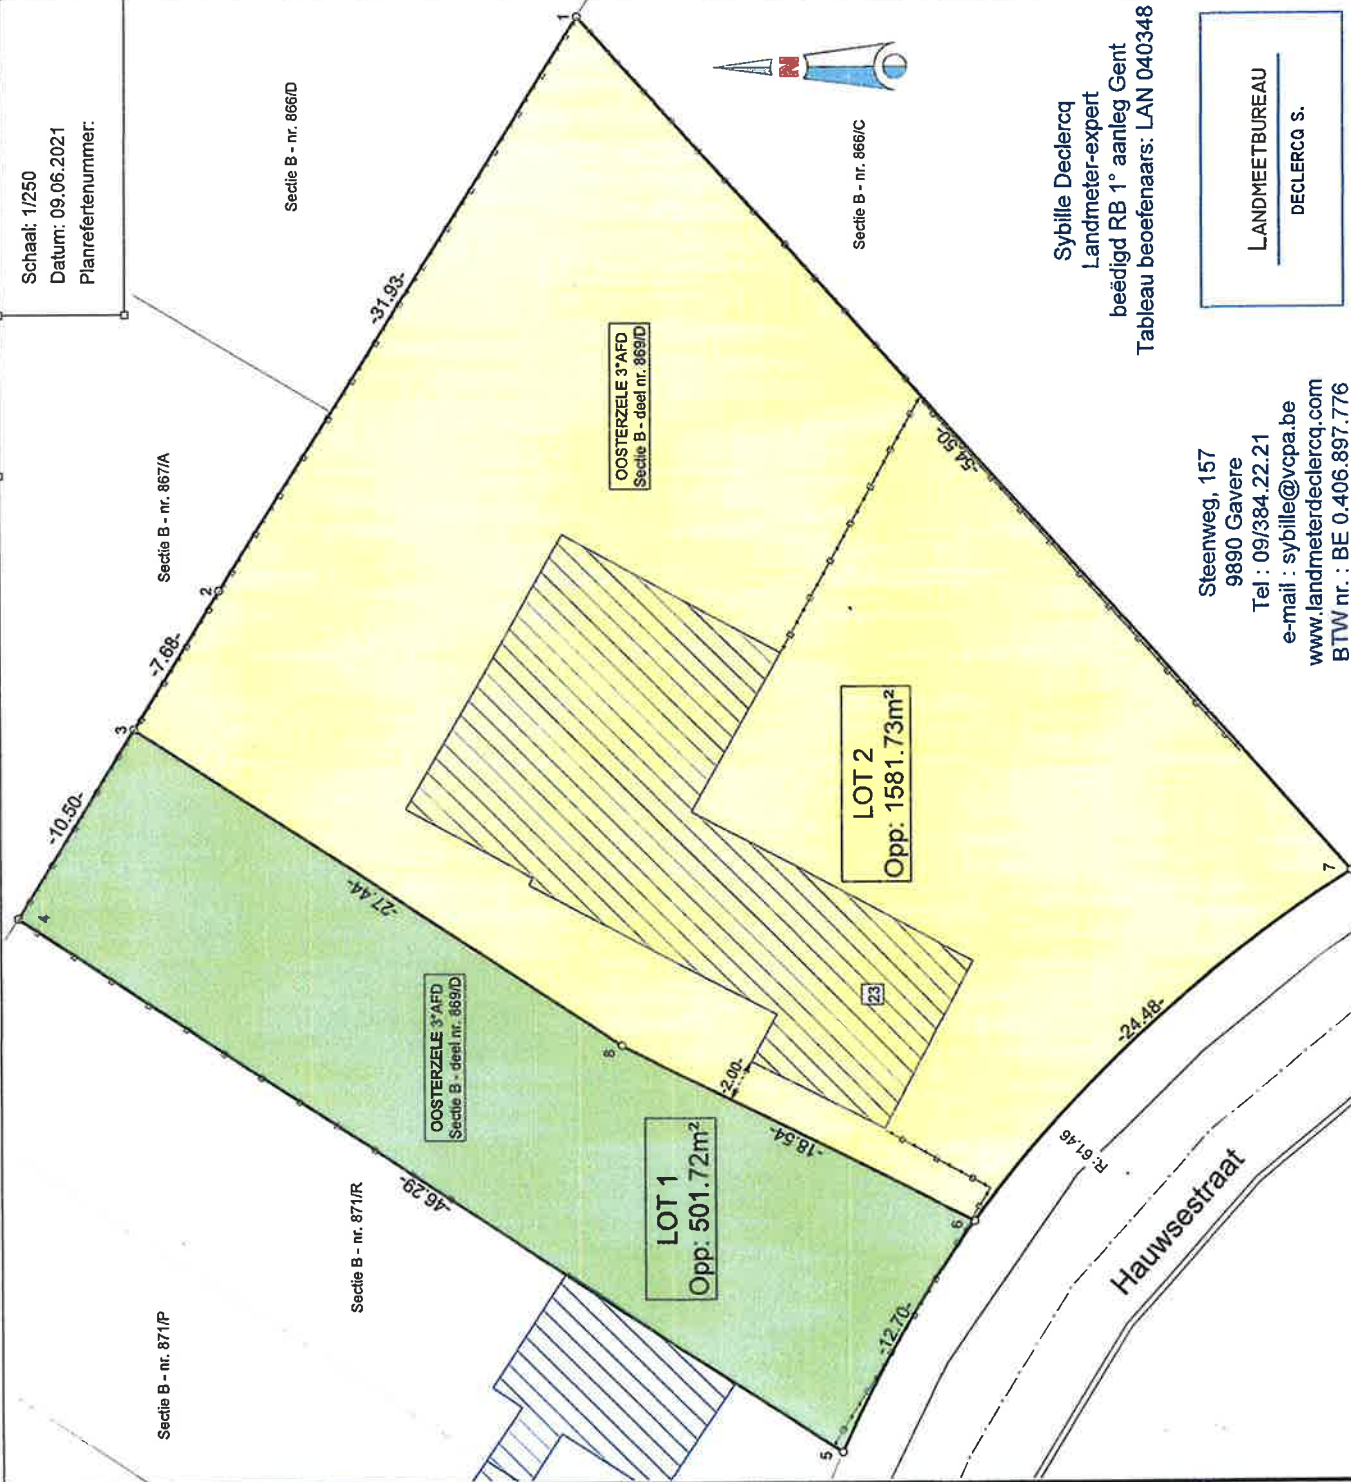 Schaal: 1/250
Datum: 09.06.2021
Planrefertenummer:
Sectie B - nr. 866/D
Sectie B - nr. 867/A
Sectie B - nr. 866/C
Sectie B - nr. 871/R
Sectie B - nr. 871/P
1
2
3
4
5
6
7
8
-31.93-
-7.68-
-10.50-
-27.44-
-46.29-
-18.54-
-2.00-
-12.70-
-24.48-
-54.50-
R: 61.46
N
OOSTERZELE 3°AFD
Sectie B - deel nr. 869/D
OOSTERZELE 3°AFD
Sectie B - deel nr. 869/D
LOT 1
Opp: 501.72m²
LOT 2
Opp: 1581.73m²
23
Hauwsestraat
Sybille Declercq
Landmeter-expert
beëdigd RB 1° aanleg Gent
Tableau beoefenaars: LAN 040348
Steenweg, 157
9890 Gavere
Tel : 09/384.22.21
e-mail : sybille@vcpa.be
www.landmeterdeclercq.com
BTW nr. : BE 0.406.897.776
LANDMEETBUREAU
DECLERCQ S.